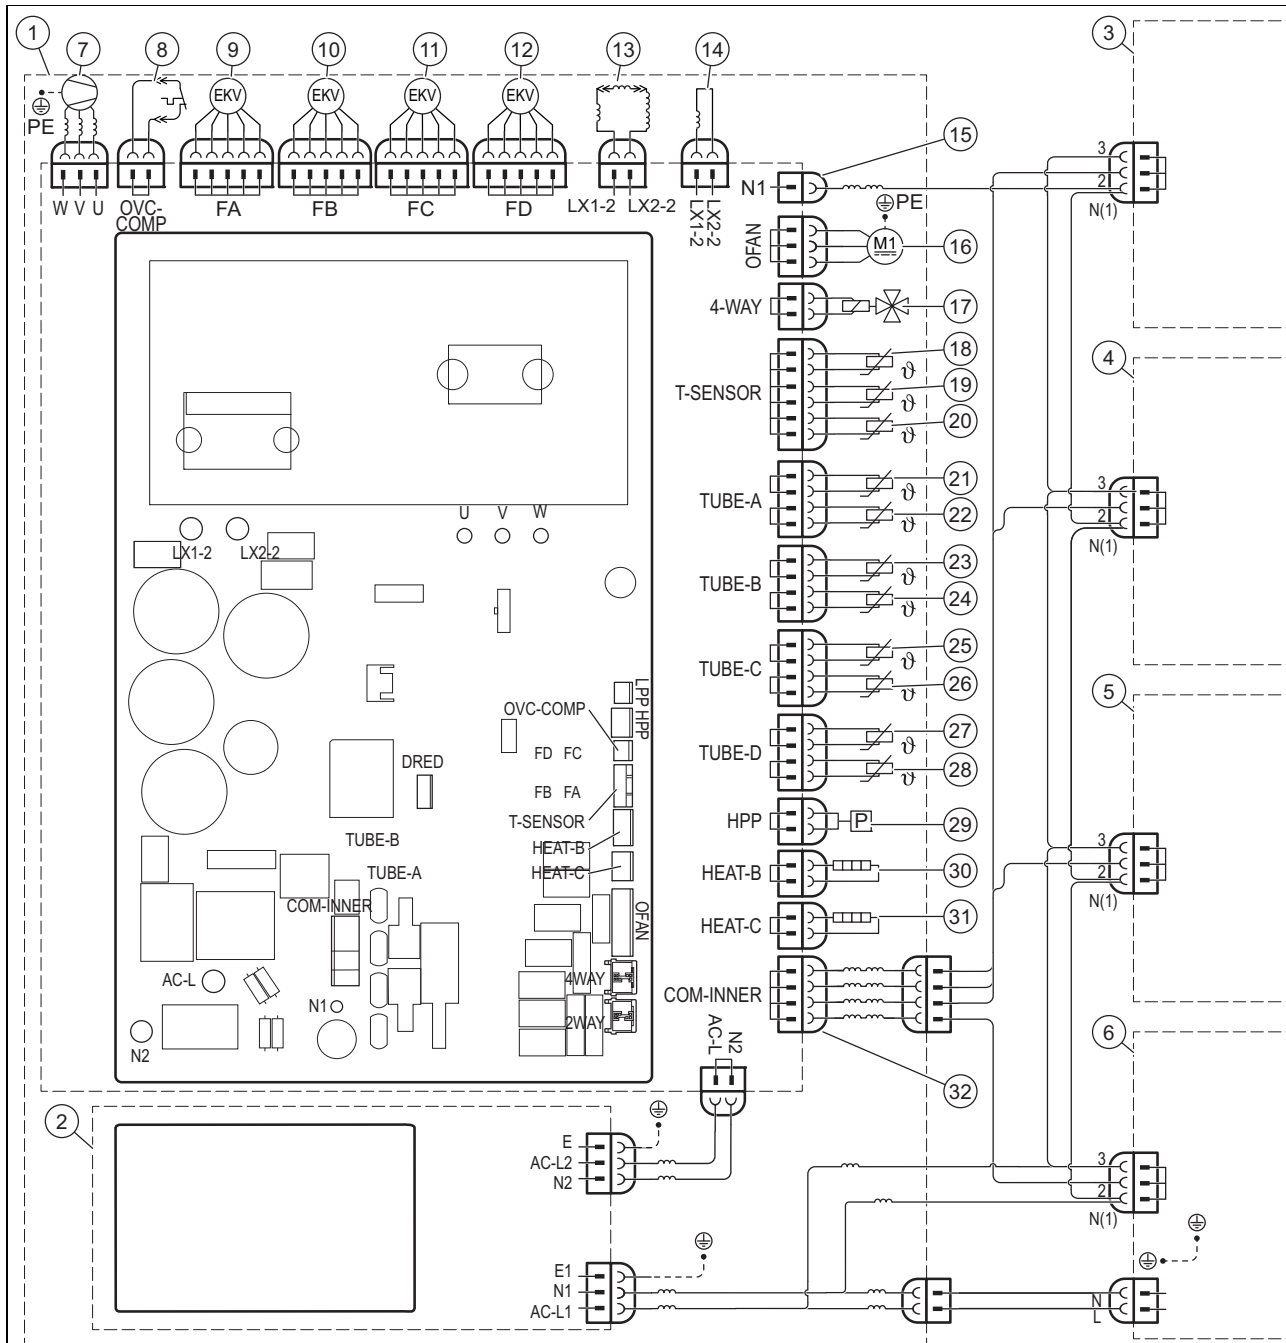 1
7
8
9
10
11
12
13
14
3
EKV
EKV
EKV
EKV
PE
15
3
2
N(1)
N1
W V U
OVC-COMP
FA
FB
FC
FD
LX1-2
LX2-2
LX1-2
LX2-2
PE
OFAN
M1
16
4-WAY
17
T-SENSOR
18
ϑ
19
ϑ
20
ϑ
4
TUBE-A
21
ϑ
22
ϑ
3
2
N(1)
U
V
W
LX1-2
LX2-2
TUBE-B
23
ϑ
24
ϑ
TUBE-C
25
ϑ
26
ϑ
5
LPP
HPP
OVC-COMP
FD FC
TUBE-D
27
ϑ
28
ϑ
DRED
FB FA
T-SENSOR
HPP
P
29
TUBE-B
HEAT-B
3
2
N(1)
TUBE-A
HEAT-C
HEAT-B
30
COM-INNER
OFAN
HEAT-C
31
AC-L
4WAY
COM-INNER
N1
2WAY
N2
AC-L
N2
6
32
2
E
AC-L2
N2
3
2
N(1)
E1
N1
AC-L1
N
L